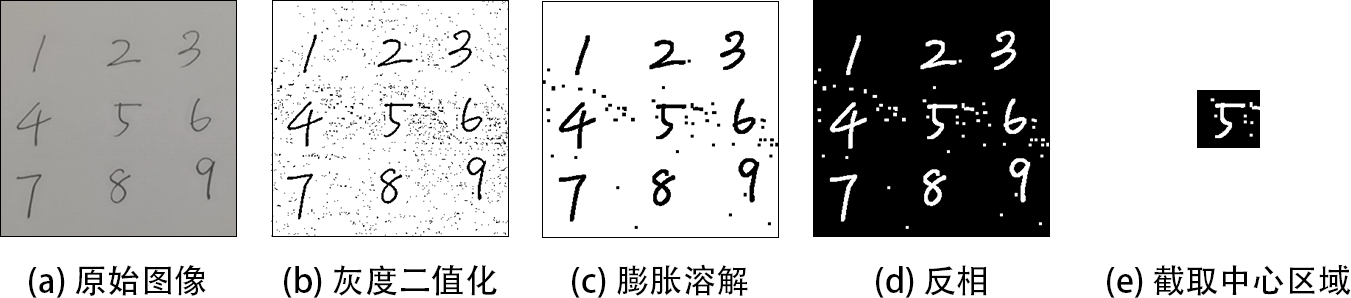 1 2 3 1 2 3 1 2 3 1 2 3
4 5 6 4 5 6 4 5 6 4 5 6 5
7 8 9 7 8 9 7 8 9 7 8 9
(a) 原始图像 (b) 灰度二值化 (c) 膨胀溶解 (d) 反相 (e) 截取中心区域